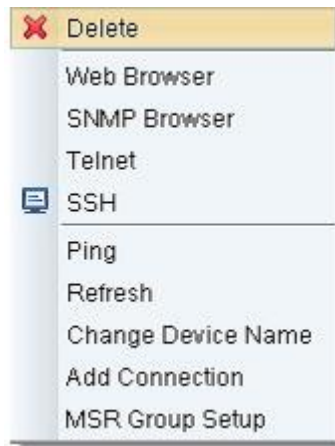 Delete
Web Browser
SNMP Browser
Telnet
SSH
Ping
Refresh
Change Device Name
Add Connection
MSR Group Setup